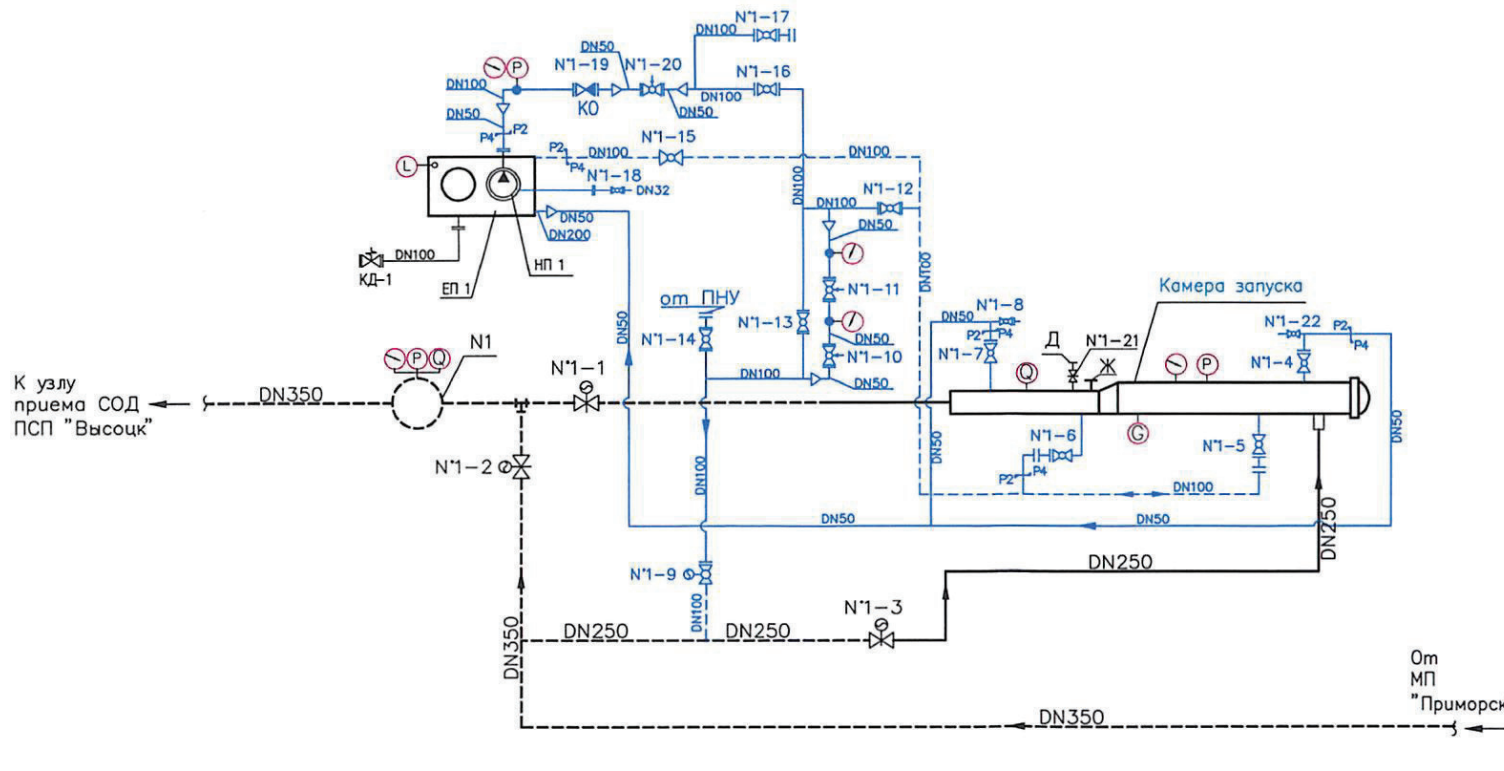 N°1-17
DN100
DN50
N°1-19
N°1-20
N°1-16
P
DN100
КО
DN100
DN50
DN50
P4
P2
N°1-15
P2
P4
DN100
DN100
L
N°1-18
DN32
DN100
N°1-12
DN100
DN50
DN200
DN50
DN100
КД-1
НП 1
ЕП 1
DN100
N°1-11
от ПНУ
Камера запуска
N°1-8
DN50
N°1-22
P2
P4
DN50
N°1-13
N°1-14
DN50
P2
P4
N°1-7
Д
N°1-21
N°1-4
N1
P
Q
N°1-1
N°1-10
DN100
DN50
Q
Ж
P
К узлу
приема СОД
ПСП "Высоцк"
DN350
G
DN50
DN50
N°1-6
N°1-5
N°1-2
DN100
P2
P4
DN100
DN50
DN50
DN250
N°1-9
DN250
DN100
N°1-3
DN350
DN250
DN250
От
МП
"Приморск
DN350